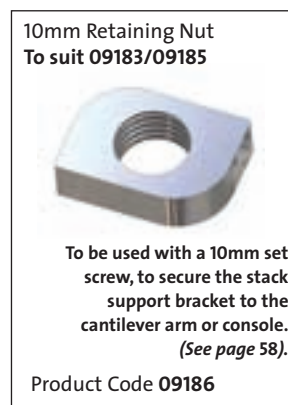 10mm Retaining Nut
To suit 09183/09185
To be used with a 10mm set
screw, to secure the stack
support bracket to the
cantilever arm or console.
(See page 58).
Product Code 09186